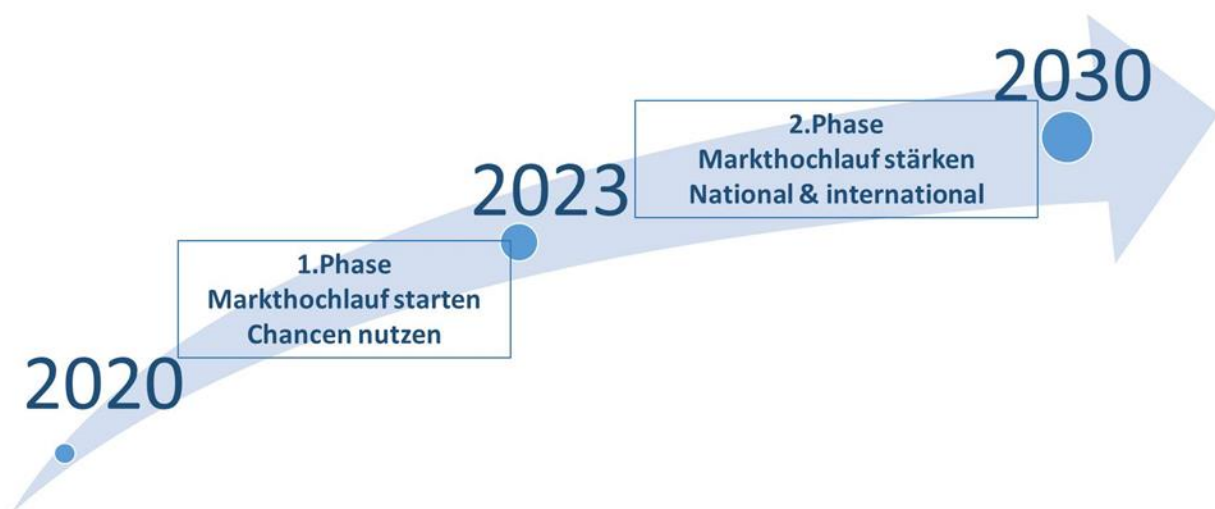 2020
1.Phase
Markthochlauf starten
Chancen nutzen
2023
2.Phase
Markthochlauf stärken
National & international
2030